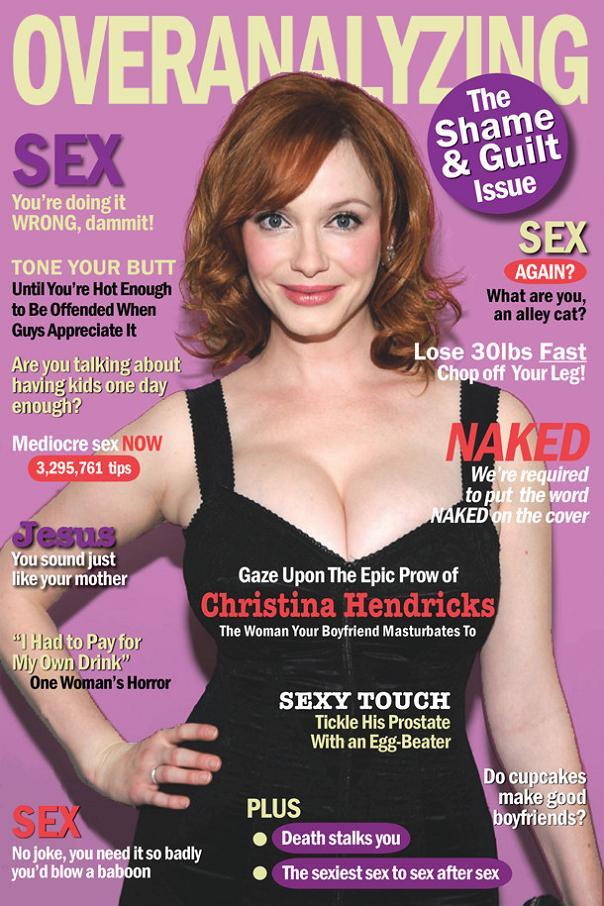 OVERANALYZING
The
Shame
& Guilt
Issue
SEX
You're doing it
WRONG, dammit!
TONE YOUR BUTT
Until You're Hot Enough
to Be Offended When
Guys Appreciate It
Are you talking about
having kids one day
enough?
Mediocre sex NOW
3,295,761 tips
Jesus
You sound just
like your mother
"I Had to Pay for
My Own Drink"
One Woman's Horror
SEX
No joke, you need it so badly
you'd blow a baboon
SEX
AGAIN?
What are you,
an alley cat?
Lose 30lbs Fast
Chop off Your Leg!
NAKED
We're required
to put the word
NAKED on the cover
Gaze Upon The Epic Prow of
Christina Hendricks
The Woman Your Boyfriend Masturbates To
SEXY TOUCH
Tickle His Prostate
With an Egg-Beater
Do cupcakes
make good
boyfriends?
PLUS
Death stalks you
The sexiest sex to sex after sex